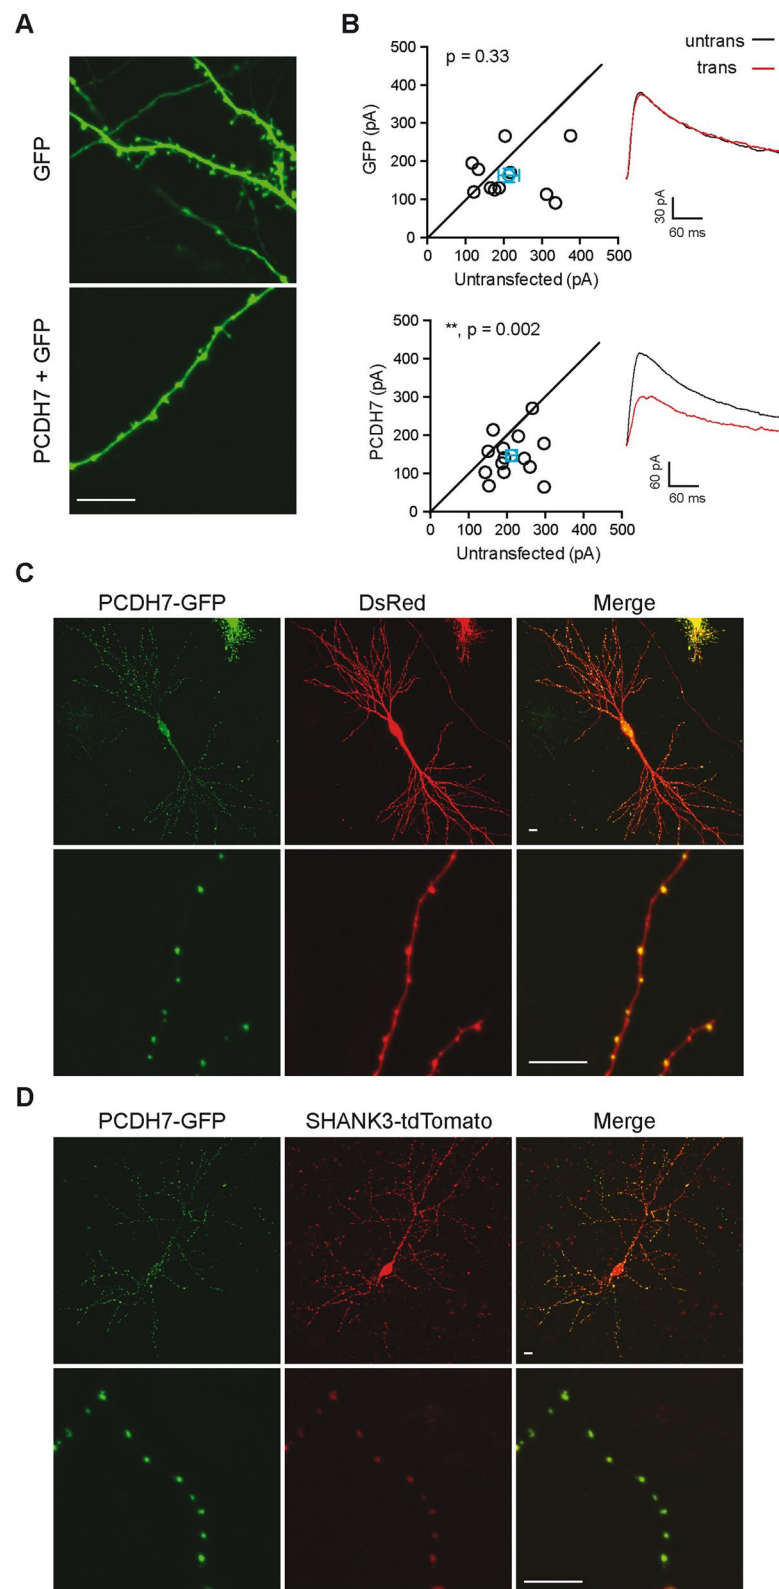 A
GFP
PCDH7 + GFP
B
p = 0.33
500
400
300
200
100
0
GFP (pA)
0 100 200 300 400 500
Untransfected (pA)
untrans
trans
30 pA
60 ms
**, p = 0.002
500
400
300
200
100
0
PCDH7 (pA)
0 100 200 300 400 500
Untransfected (pA)
60 pA
60 ms
C
PCDH7-GFP DsRed Merge
D
PCDH7-GFP SHANK3-tdTomato Merge